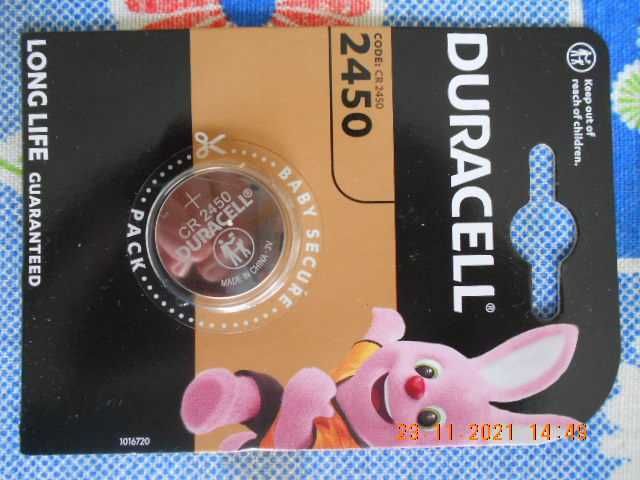 Keep out of
reach of children.
DURACELL®
CODE: CR 2450
2450
BABY SECURE
PACK
+
CR 2450
DURACELL®
MADE IN CHINA 3V
LONG LIFE GUARANTEED
1016720
23 11 2021 14:43